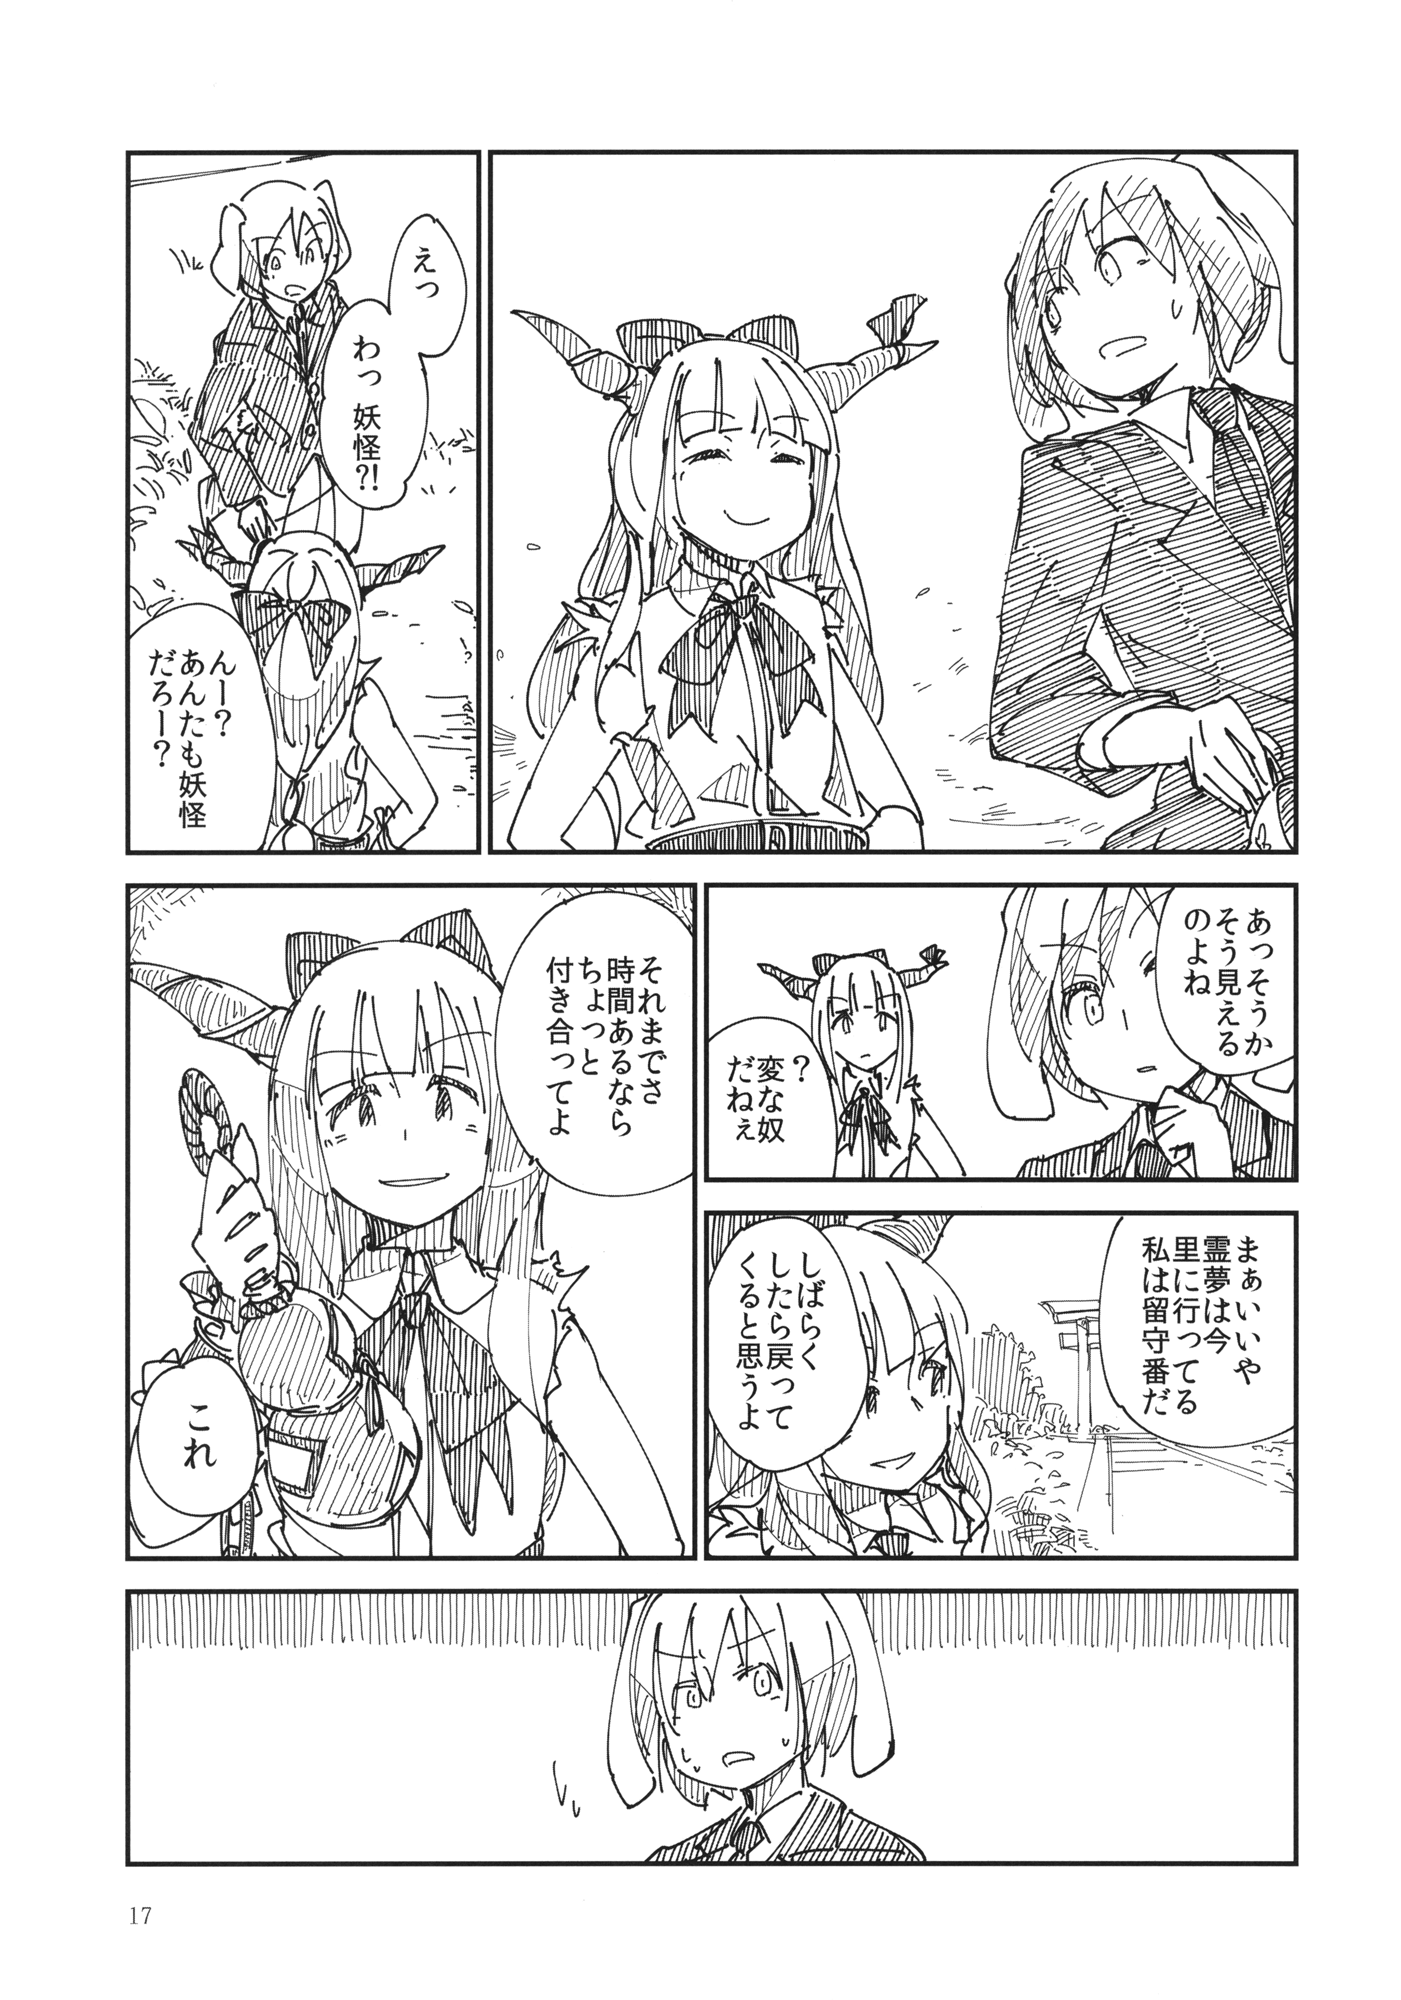 えっ
わっ 妖怪?!
んー?
あんたも妖怪
だろー?
あっそうか
そう見える
のよね
?
変な奴
だねぇ
まぁいいや
霊夢は今
里に行ってる
私は留守番だ
しばらく
したら戻って
くると思うよ
それまでさ
時間あるなら
ちょっと
付き合ってよ
これ
17